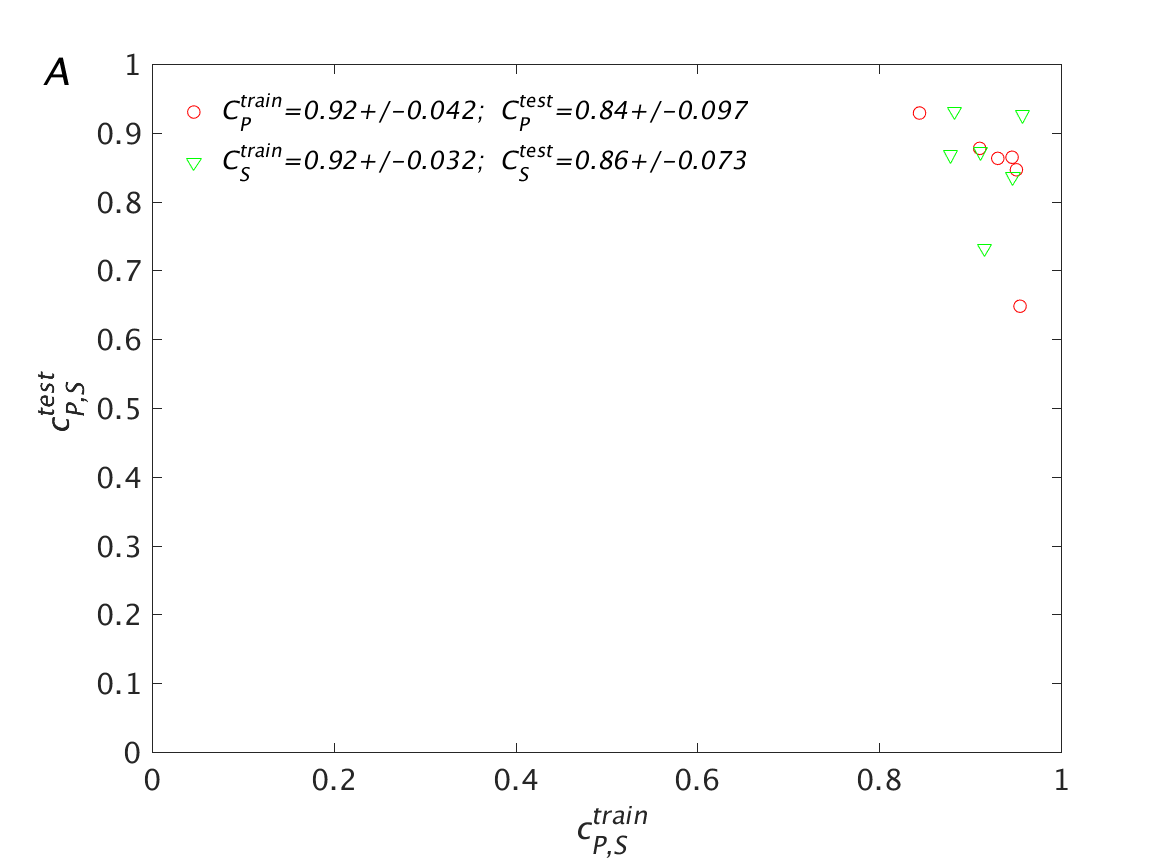 A
C_P^train=0.92+/-0.042; C_P^test=0.84+/-0.097
C_S^train=0.92+/-0.032; C_S^test=0.86+/-0.073
1
0.9
0.8
0.7
0.6
0.5
0.4
0.3
0.2
0.1
0
c_P,S^test
0 0.2 0.4 0.6 0.8 1
c_P,S^train